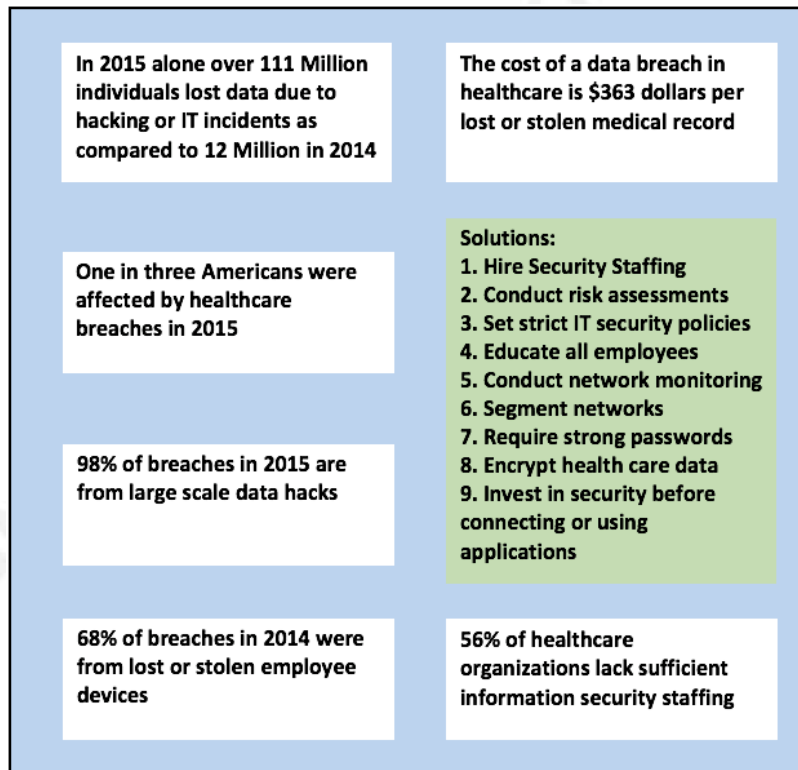 In 2015 alone over 111 Million
individuals lost data due to
hacking or IT incidents as
compared to 12 Million in 2014
The cost of a data breach in
healthcare is $363 dollars per
lost or stolen medical record
One in three Americans were
affected by healthcare
breaches in 2015
Solutions:
1. Hire Security Staffing
2. Conduct risk assessments
3. Set strict IT security policies
4. Educate all employees
5. Conduct network monitoring
6. Segment networks
7. Require strong passwords
8. Encrypt health care data
9. Invest in security before
connecting or using
applications
98% of breaches in 2015 are
from large scale data hacks
68% of breaches in 2014 were
from lost or stolen employee
devices
56% of healthcare
organizations lack sufficient
information security staffing